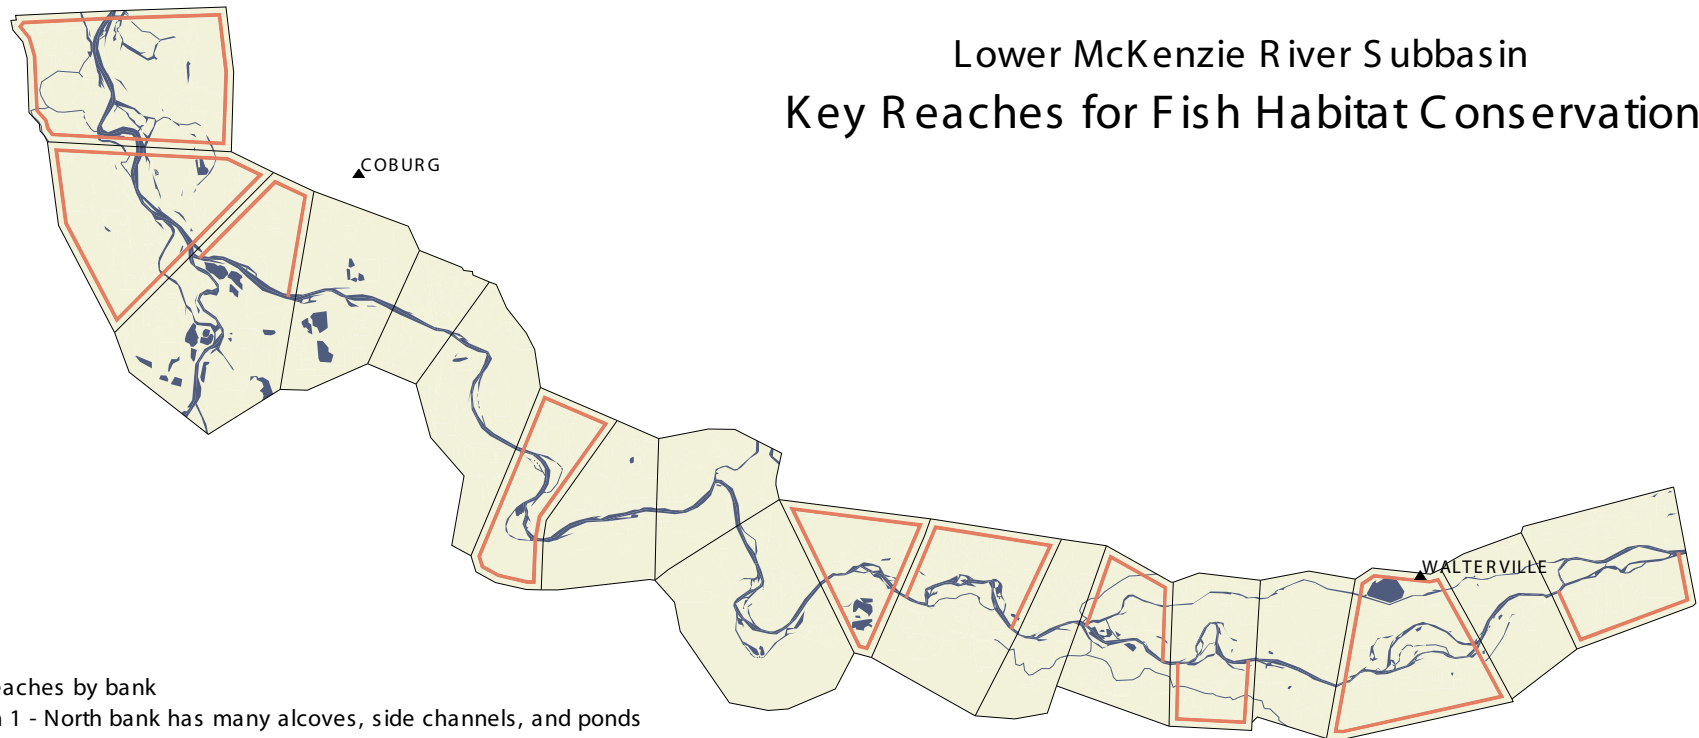 Lower McKenzie River Subbasin
Key Reaches for Fish Habitat Conservation
COBURG
WALTERVILLE
by bank
1 - North bank has many alcoves, side channels, and ponds